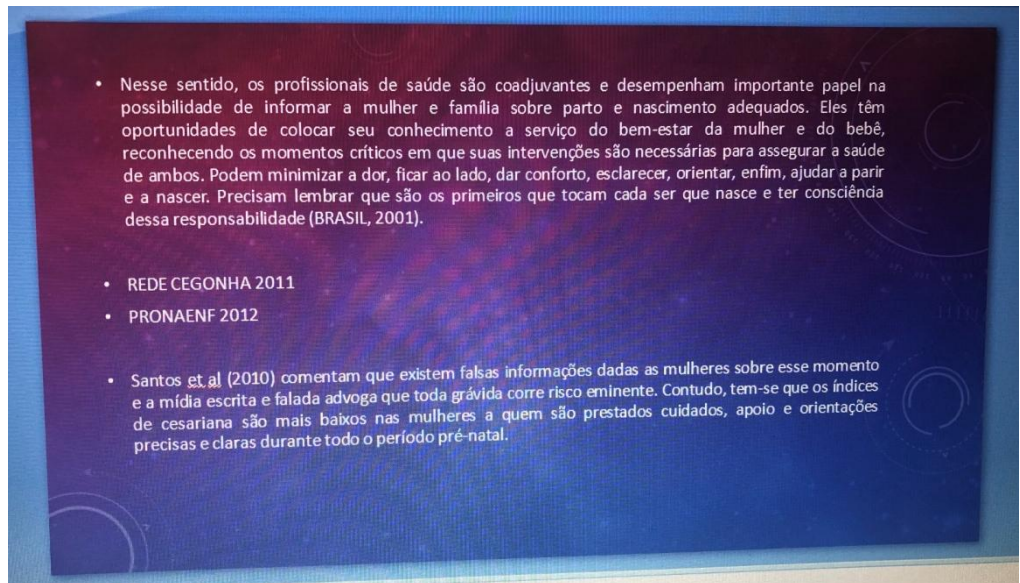 • Nesse sentido, os profissionais de saúde são coadjuvantes e desempenham importante papel na
possibilidade de informar a mulher e família sobre parto e nascimento adequados. Eles têm
oportunidades de colocar seu conhecimento a serviço do bem-estar da mulher e do bebê,
reconhecendo os momentos críticos em que suas intervenções são necessárias para assegurar a saúde
de ambos. Podem minimizar a dor, ficar ao lado, dar conforto, esclarecer, orientar, enfim, ajudar a parir
e a nascer. Precisam lembrar que são os primeiros que tocam cada ser que nasce e ter consciência
dessa responsabilidade (BRASIL, 2001).
• REDE CEGONHA 2011
• PRONAENF 2012
• Santos et al (2010) comentam que existem falsas informações dadas as mulheres sobre esse momento
e a mídia escrita e falada advoga que toda grávida corre risco eminente. Contudo, tem-se que os índices
de cesariana são mais baixos nas mulheres a quem são prestados cuidados, apoio e orientações
precisas e claras durante todo o período pré-natal.